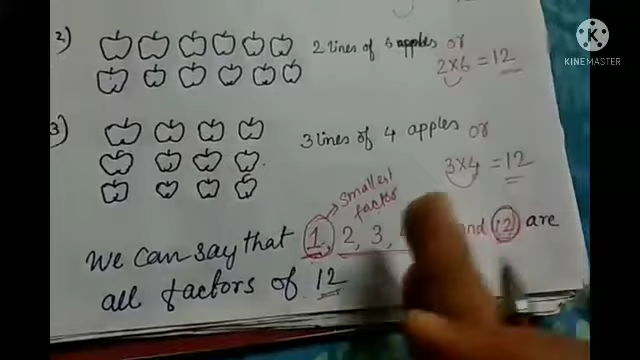 2)
2 lines of 6 apples or
2×6 = 12
3)
3 lines of 4 apples or
3×4 = 12
smallest
factor
We can say that 1, 2, 3, and 12 are
all factors of 12
KINEMASTER